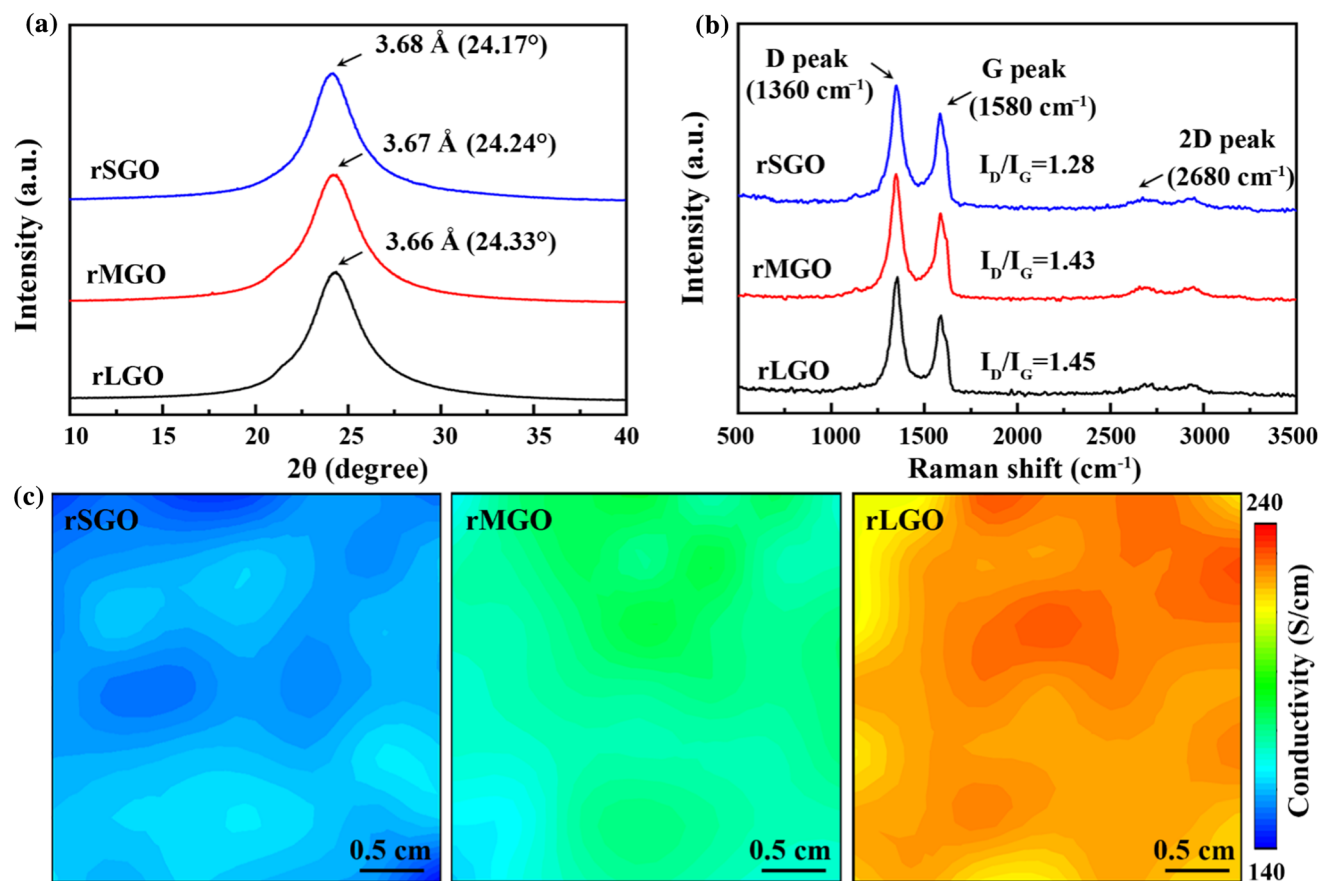 (a)
3.68 Å (24.17°)
rSGO
3.67 Å (24.24°)
rMGO
3.66 Å (24.33°)
rLGO
Intensity (a.u.)
10 15 20 25 30 35 40
2θ (degree)
(b)
D peak
(1360 cm⁻¹)
G peak
(1580 cm⁻¹)
2D peak
(2680 cm⁻¹)
rSGO
I_D/I_G=1.28
rMGO
I_D/I_G=1.43
rLGO
I_D/I_G=1.45
Intensity (a.u.)
500 1000 1500 2000 2500 3000 3500
Raman shift (cm⁻¹)
(c)
rSGO
0.5 cm
rMGO
0.5 cm
rLGO
0.5 cm
240
Conductivity (S/cm)
140